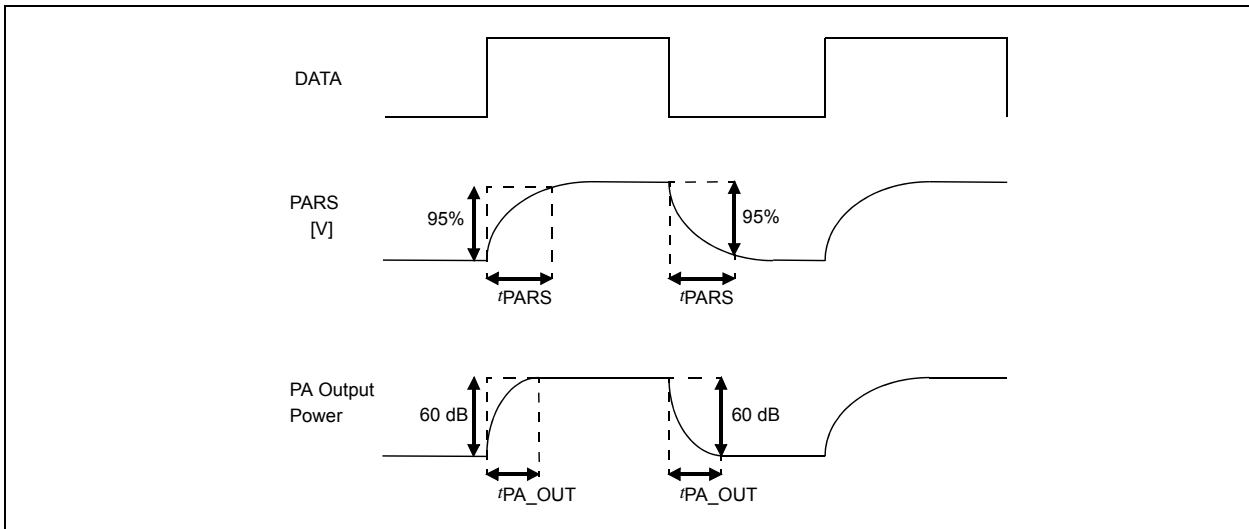 DATA
PARS
[V]
95%
95%
tPARS
tPARS
PA Output
Power
60 dB
60 dB
tPA_OUT
tPA_OUT